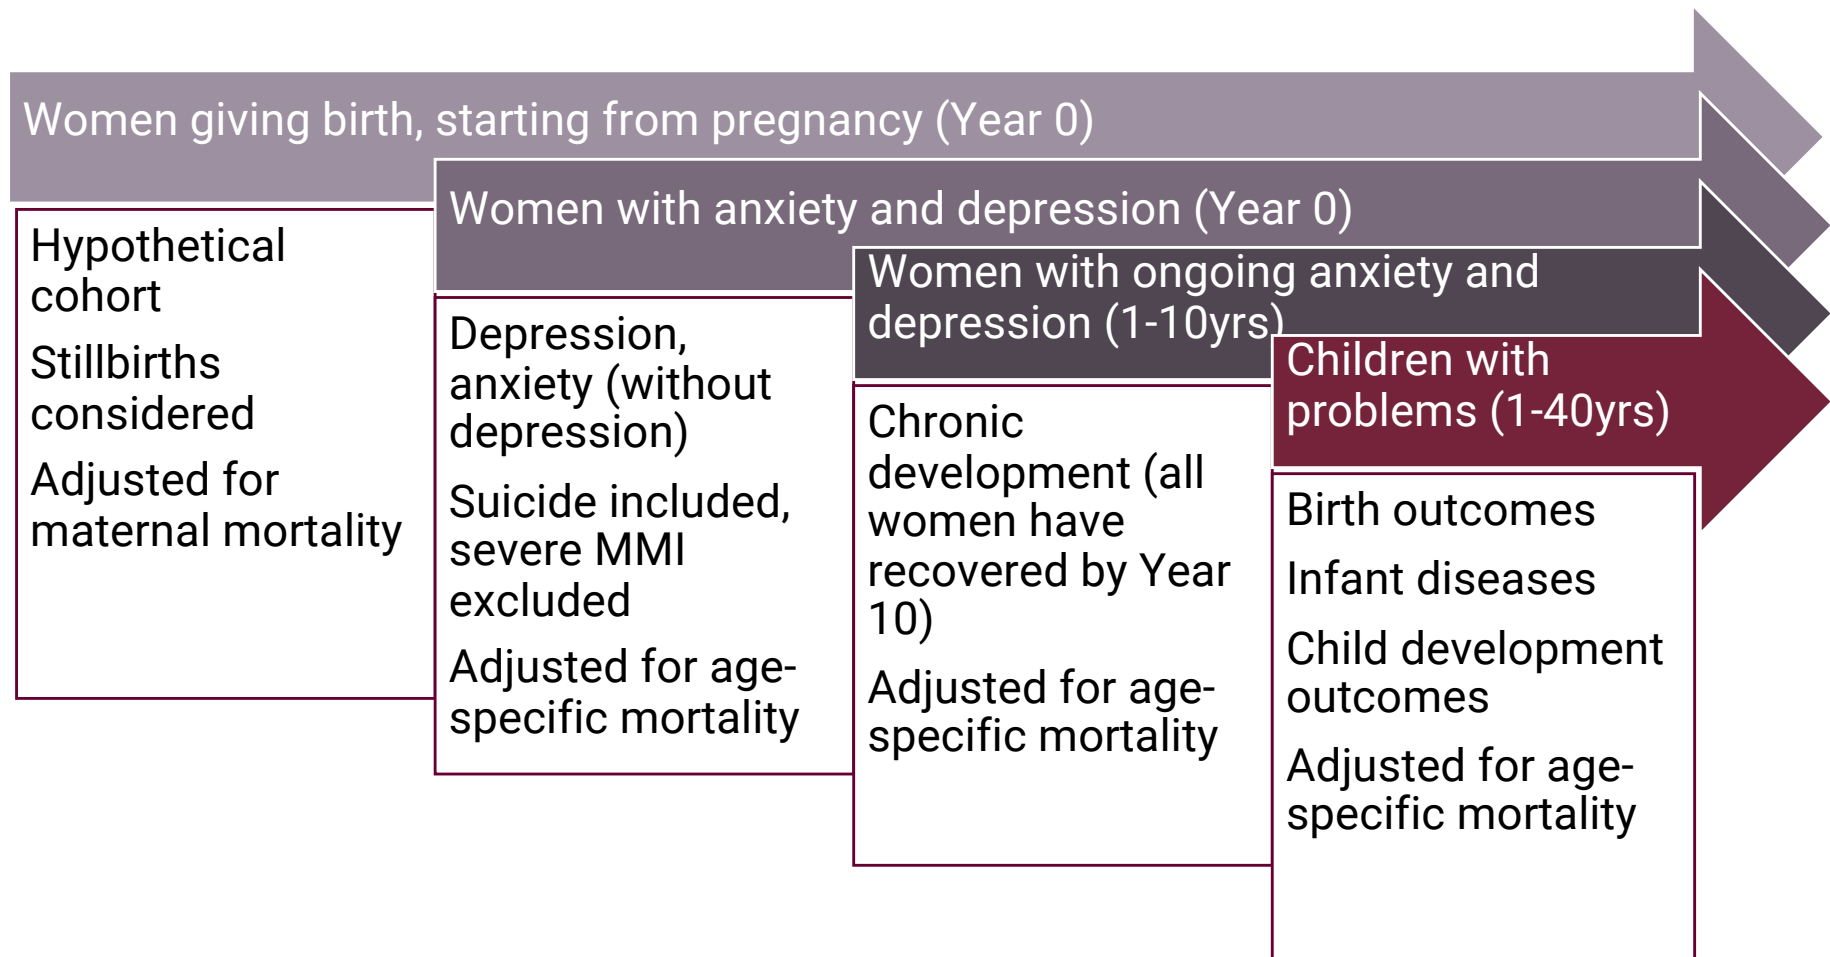 Women giving birth, starting from pregnancy (Year 0)
Hypothetical
cohort
Stillbirths
considered
Adjusted for
maternal mortality
Women with anxiety and depression (Year 0)
Depression,
anxiety (without
depression)
Suicide included,
severe MMI
excluded
Adjusted for age-
specific mortality
Women with ongoing anxiety and
depression (1-10yrs)
Chronic
development (all
women have
recovered by Year
10)
Adjusted for age-
specific mortality
Children with
problems (1-40yrs)
Birth outcomes
Infant diseases
Child development
outcomes
Adjusted for age-
specific mortality